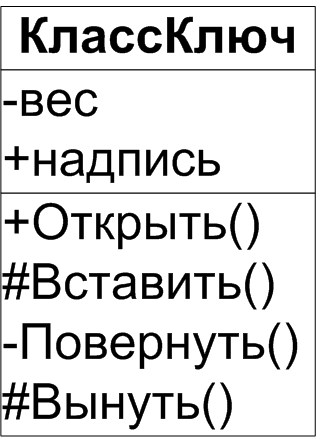 КлассКлюч
-вес
+надпись
+Открыть()
#Вставить()
-Повернуть()
#Вынуть()